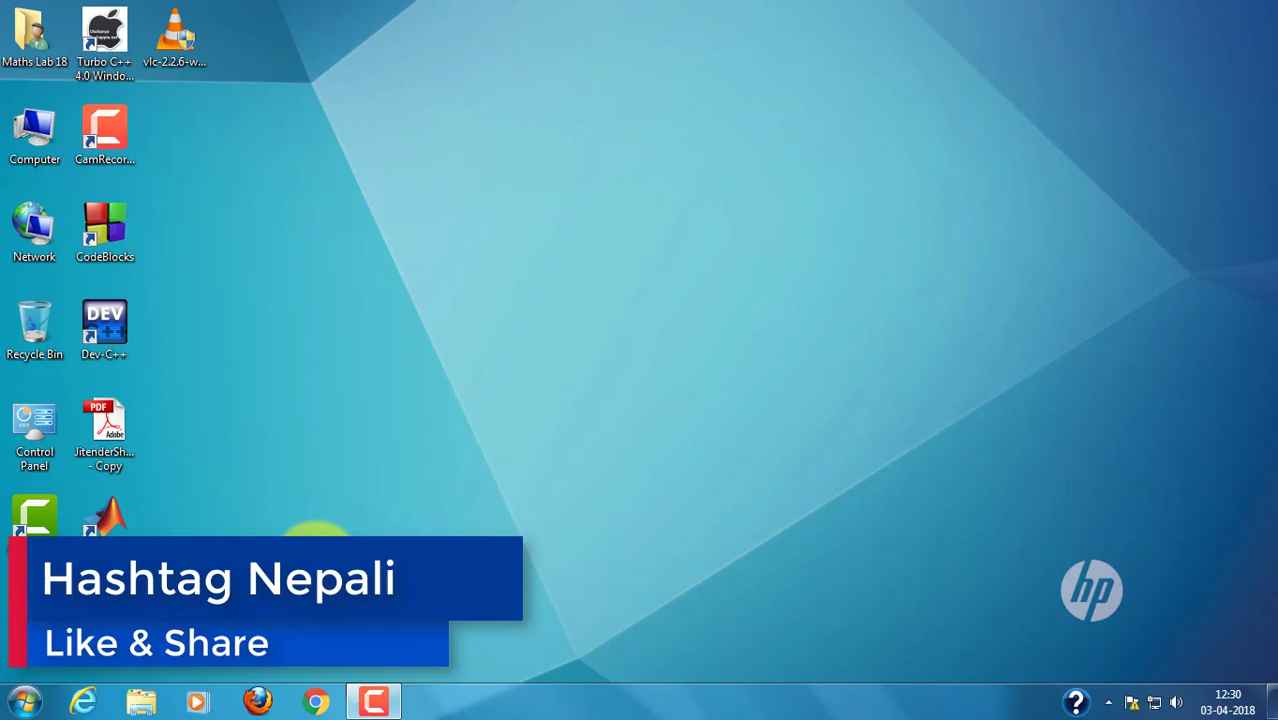 Maths Lab 18
Turbo C++
4.0 Windo...
vlc-2.2.6-w...
Computer
CamRecor...
Network
CodeBlocks
DEV
C++
Recycle Bin
Dev-C++
PDF
Adobe
Control
Panel
JitenderSh...
- Copy
Hashtag Nepali
Like & Share
hp
12:30
03-04-2018